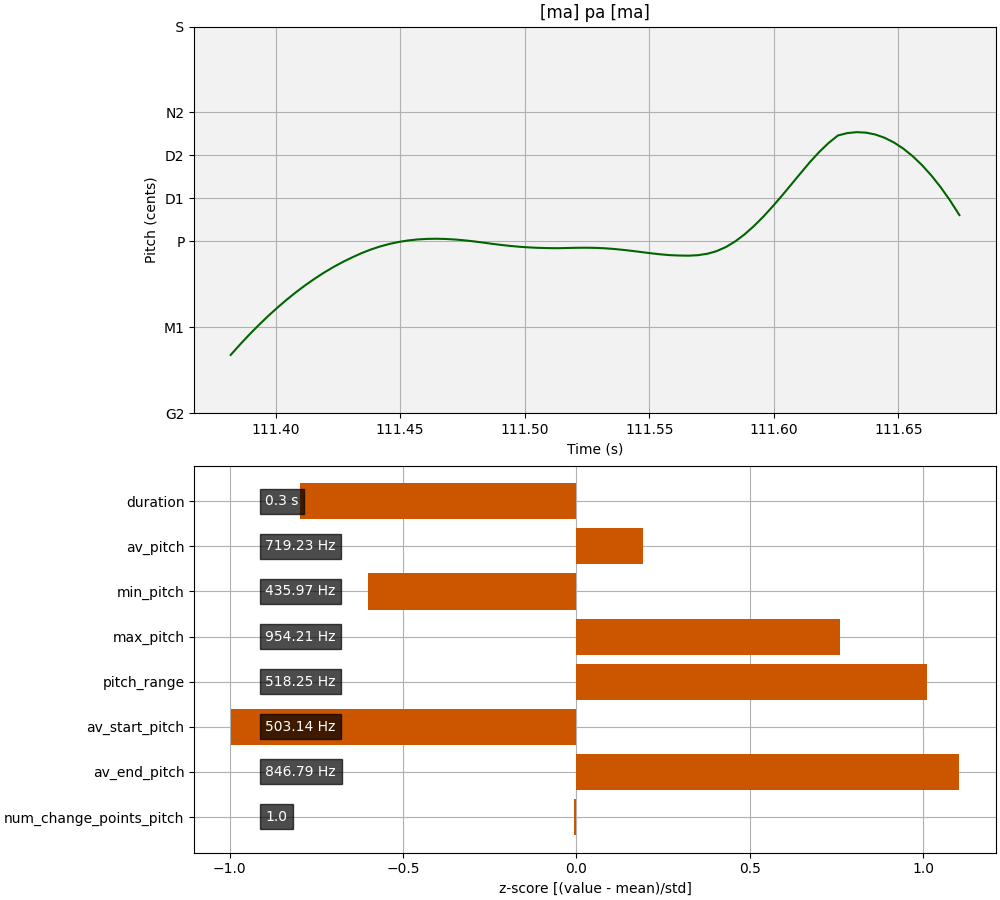 [ma] pa [ma]
S
N2
D2
D1
P
M1
G2
Pitch (cents)
111.40 111.45 111.50 111.55 111.60 111.65
Time (s)
duration 0.3 s
av_pitch 719.23 Hz
min_pitch 435.97 Hz
max_pitch 954.21 Hz
pitch_range 518.25 Hz
av_start_pitch 503.14 Hz
av_end_pitch 846.79 Hz
num_change_points_pitch 1.0
−1.0 −0.5 0.0 0.5 1.0
z-score [(value - mean)/std]